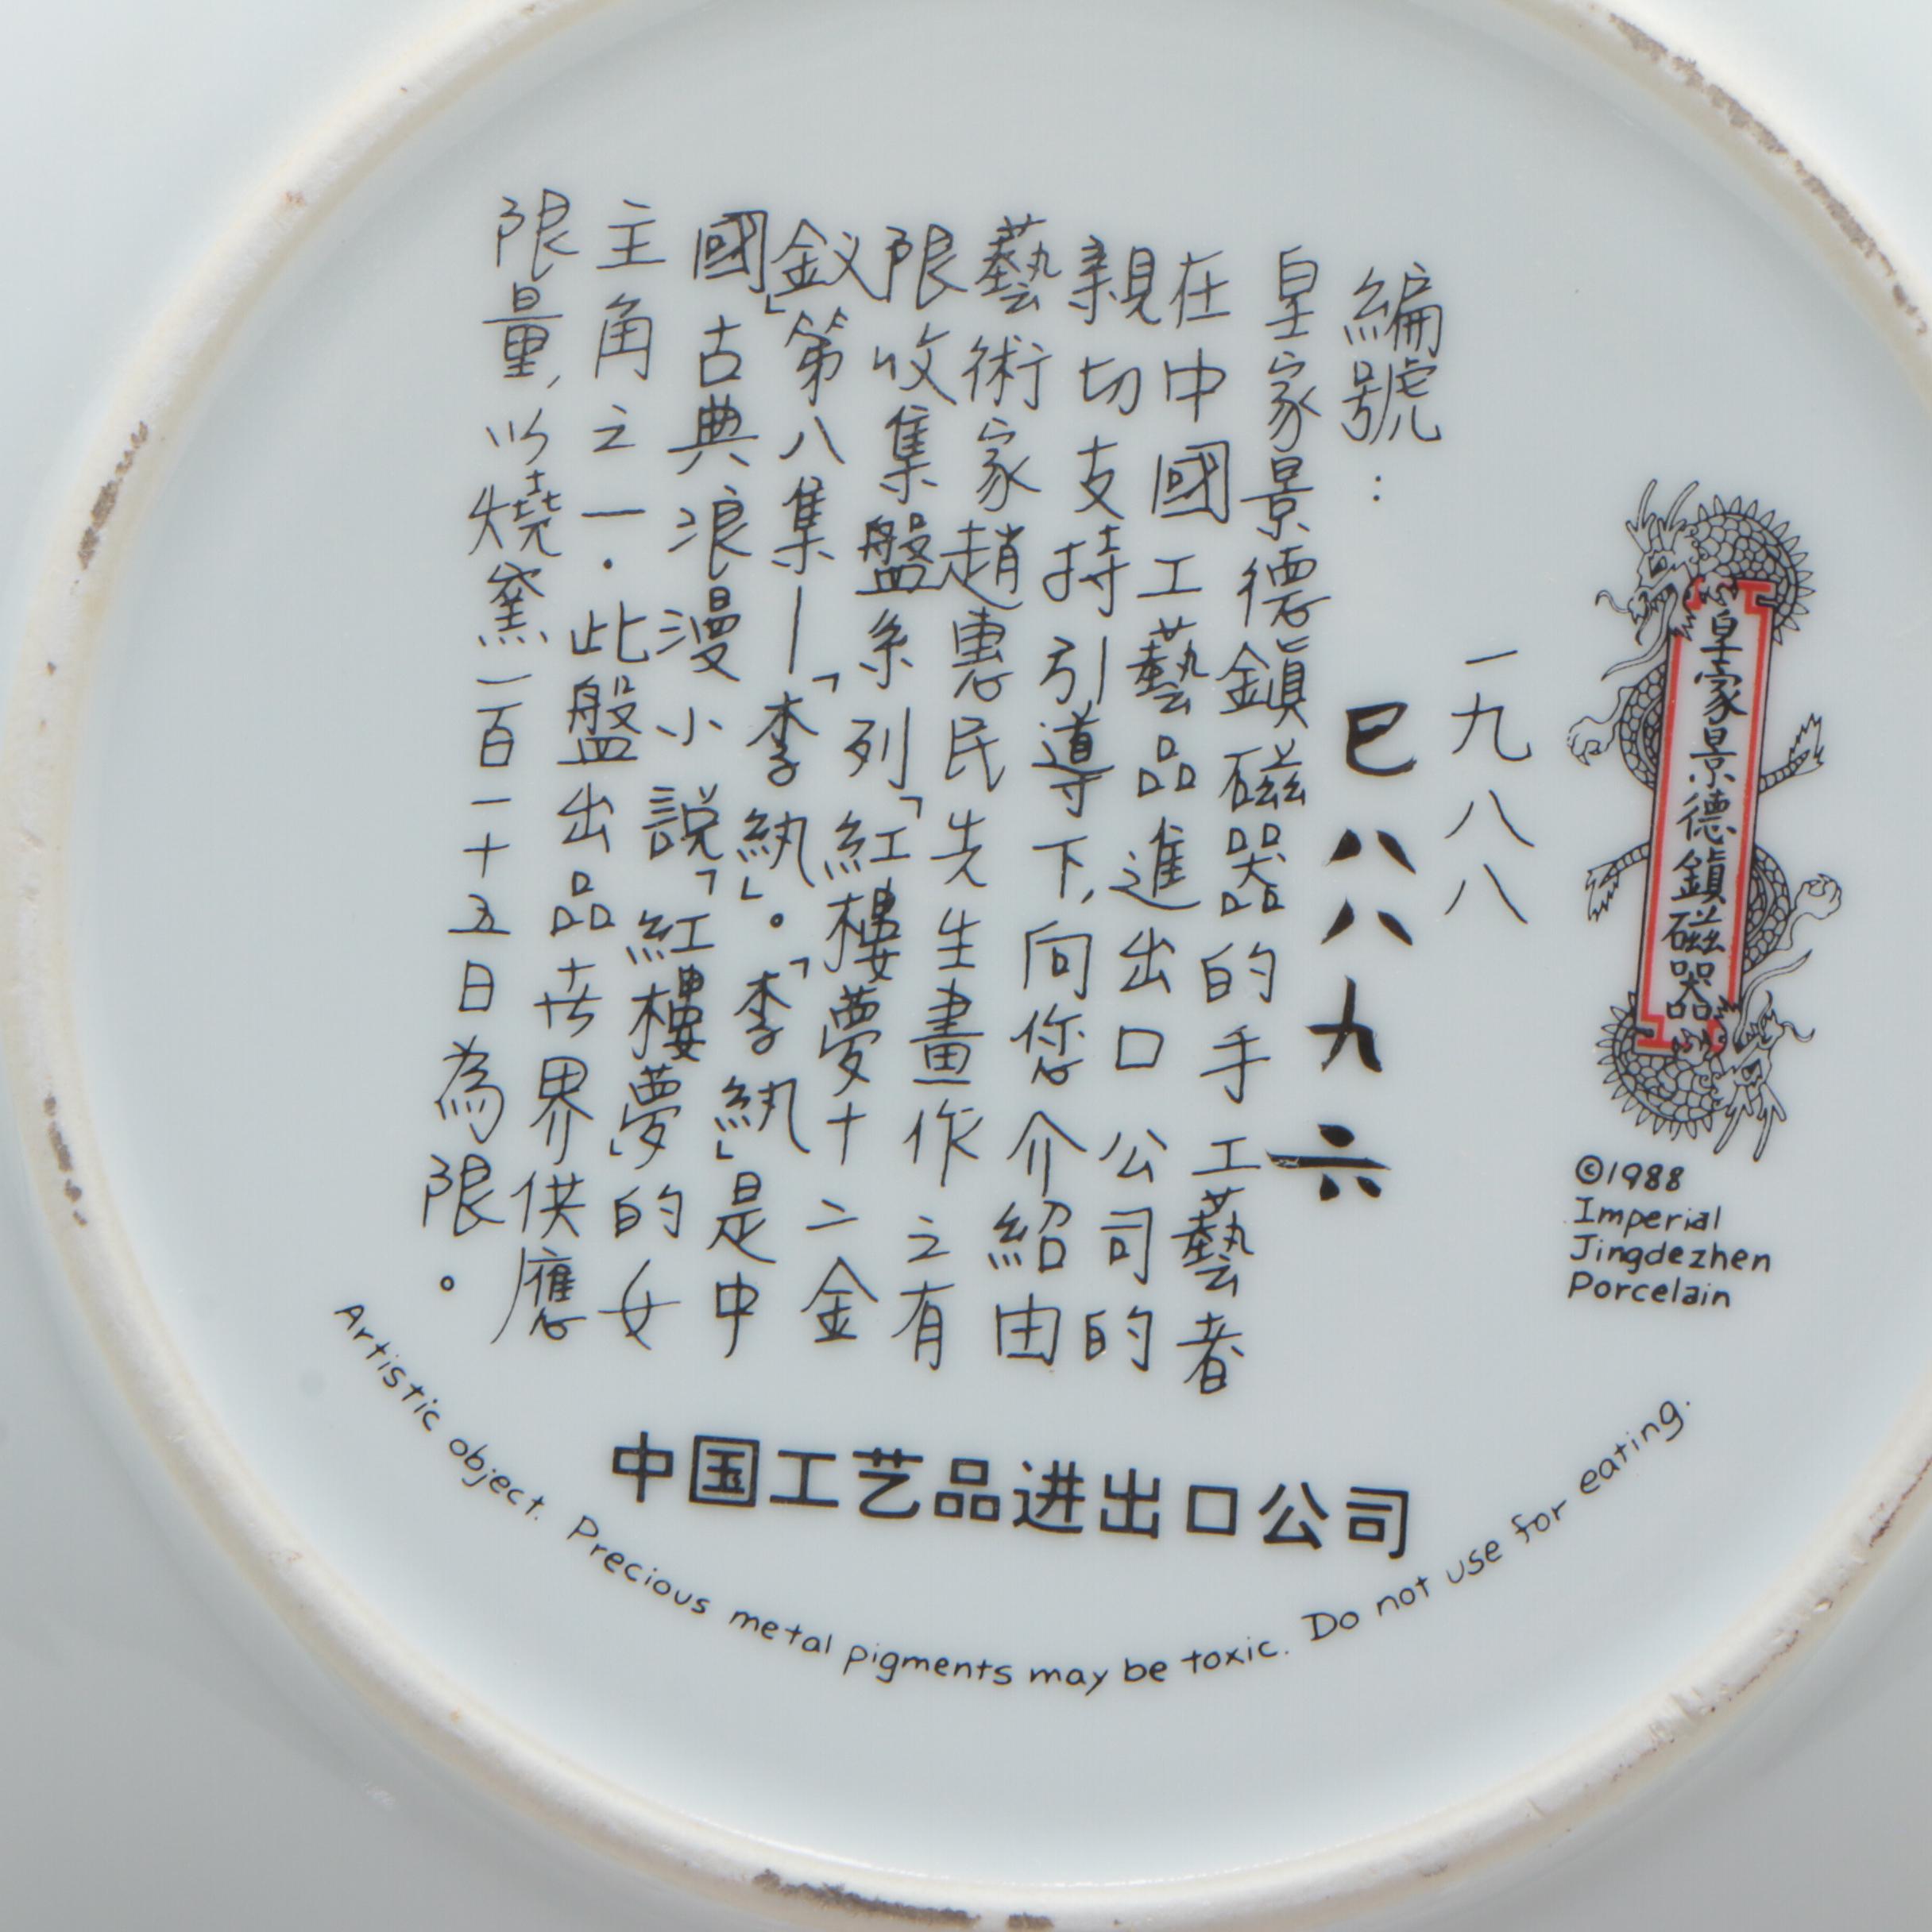 皇家景德鎮磁器
©1988
Imperial
Jingdezhen
Porcelain
一九八八
編號：巳八八九六
皇家景德鎮磁器的手工藝者
在中國工藝品進出口公司的
親切支持引導下,向您介紹由
藝術家趙惠民先生畫作之有
限收集盤系列「紅樓夢十二金
釵」第八集—「李紈」。「李紈」是中
國古典浪漫小說「紅樓夢」的女
主角之一.此盤出品世界供應
限量,以燒窯一百一十五日為限。
中国工艺品进出口公司
Artistic object. Precious metal pigments may be toxic. Do not use for eating.